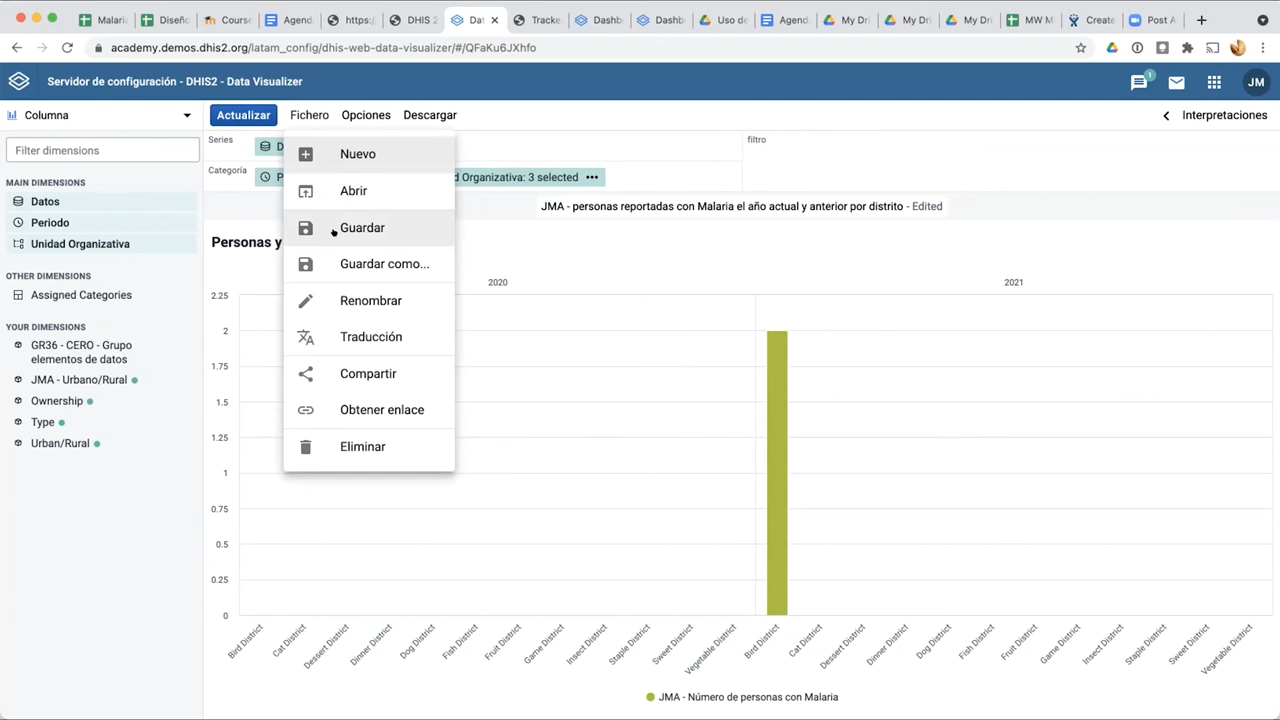 Malaria
Diseño
Course
Agend
https:/
DHIS 2
Dat
Tracke
Dashb
Dashb
Uso de
Agend
My Dri
My Dri
My Dri
MW M
Create
Post A
academy.demos.dhis2.org/latam_config/dhis-web-data-visualizer/#/QFaKu6JXhfo
Servidor de configuración - DHIS2 - Data Visualizer
1
JM
Columna
Actualizar
Fichero
Opciones
Descargar
Interpretaciones
Filter dimensions
MAIN DIMENSIONS
Datos
Periodo
Unidad Organizativa
OTHER DIMENSIONS
Assigned Categories
YOUR DIMENSIONS
GR36 - CERO - Grupo
elementos de datos
JMA - Urbano/Rural
Ownership
Type
Urban/Rural
Series
D
filtro
Categoría
P
d Organizativa: 3 selected
Nuevo
Abrir
Guardar
Guardar como...
Renombrar
Traducción
Compartir
Obtener enlace
Eliminar
JMA - personas reportadas con Malaria el año actual y anterior por distrito - Edited
Personas y
2020
2021
2.25
2
1.75
1.5
1.25
1
0.75
0.5
0.25
0
Bird District
Cat District
Dessert District
Dinner District
Dog District
Fish District
Fruit District
Game District
Insect District
Staple District
Sweet District
Vegetable District
Bird District
Cat District
Dessert District
Dinner District
Dog District
Fish District
Fruit District
Game District
Insect District
Staple District
Sweet District
Vegetable District
JMA - Número de personas con Malaria